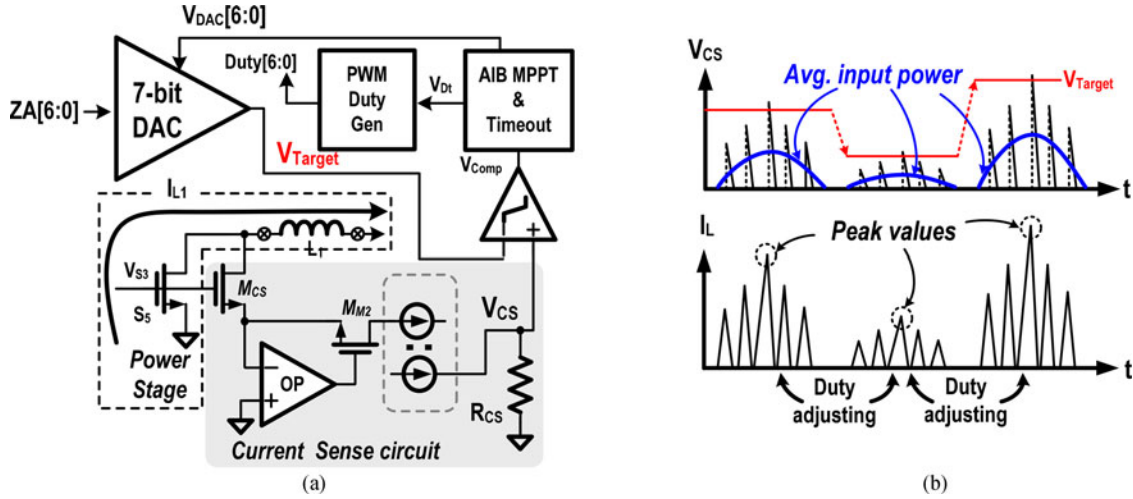 V_DAC[6:0]
ZA[6:0]
7-bit
DAC
Duty[6:0]
PWM
Duty
Gen
V_Dt
AIB MPPT
&
Timeout
V_Target
V_Comp
I_L1
L_1
V_S3
S_5
M_CS
Power
Stage
M_M2
V_CS
OP
R_CS
Current Sense circuit
+
−
+
(a)
V_CS
Avg. input power
V_Target
t
I_L
Peak values
t
Duty
adjusting
Duty
adjusting
(b)